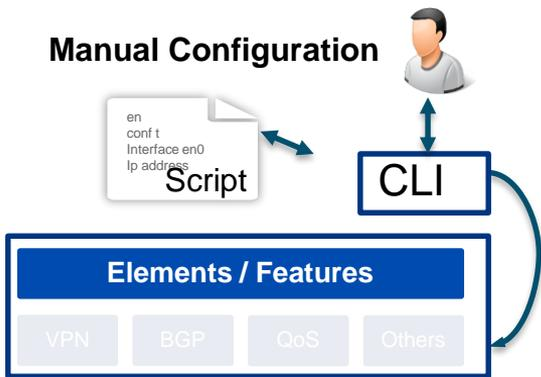 Manual Configuration
en
conf t
Interface en0
Ip address
Script
CLI
Elements / Features
VPN
BGP
QoS
Others